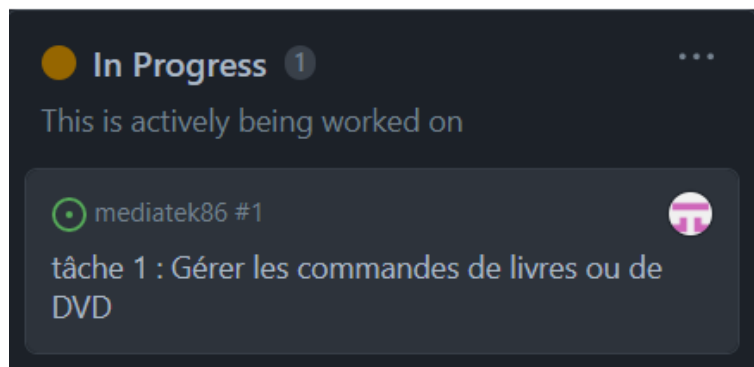 In Progress 1
This is actively being worked on
mediatek86 #1
tâche 1 : Gérer les commandes de livres ou de
DVD